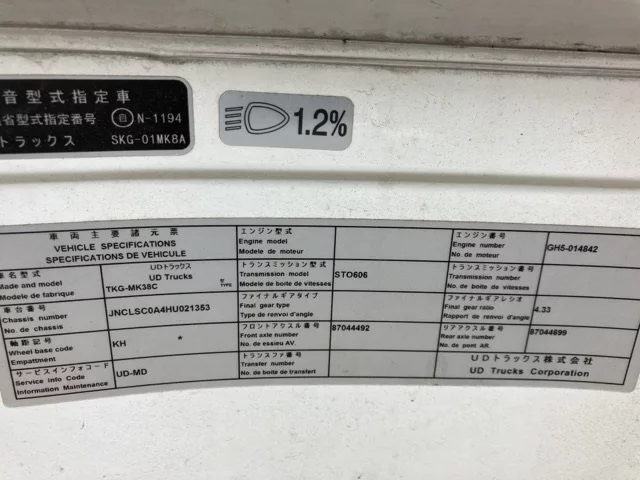 音型式指定車
省型式指定番号 自 N-1194
トラックス SKG-01MK8A
1.2%
車両主要諸元票
VEHICLE SPECIFICATIONS
SPECIFICATIONS DE VEHICULE
車名型式
Made and model
Modele de fabrique
UDトラックス
UD Trucks
TKG-MK38C
型
TYPE
車台番号
Chassis number
No. de chassis
JNCLSC0A4HU021353
軸距記号
Wheel base code
Empattement
KH *
サービスインフォコード
Service Info Code
Information Maintenance
UD-MD
エンジン型式
Engine model
Modele de moteur
トランスミッション型式
Transmission model
Modele de boite de vitesses
STO606
ファイナルギアタイプ
Final gear type
Type de renvoi d'angle
フロントアクスル番号
Front axle number
No. de essieu AV.
87044492
トランスファ番号
Transfer number
No. de boite de transfert
エンジン番号
Engine number
No. de moteur
GH5-014842
トランスミッション番号
Transmission number
No. de boite de vitesses
ファイナルギアレシオ
Final gear ratio
Rapport de renvoi d'angle
4.33
リアアクスル番号
Rear axle number
No. de pont AR.
87044699
UDトラックス株式会社
UD Trucks Corporation